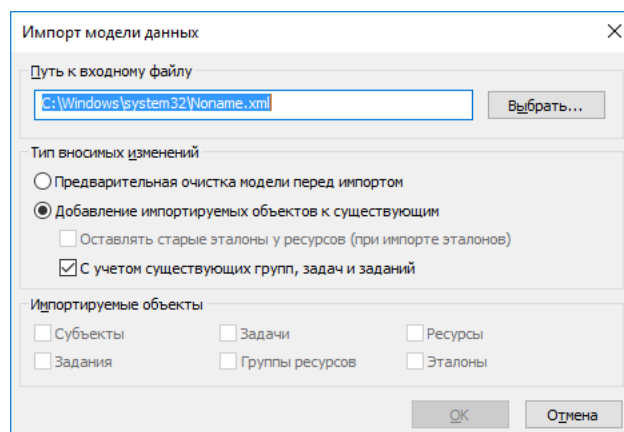 Импорт модели данных
Путь к входному файлу
C:\Windows\system32\Noname.xml
Выбрать...
Тип вносимых изменений
Предварительная очистка модели перед импортом
Добавление импортируемых объектов к существующим
Оставлять старые эталоны у ресурсов (при импорте эталонов)
С учетом существующих групп, задач и заданий
Импортируемые объекты
Субъекты Задачи Ресурсы
Задания Группы ресурсов Эталоны
OK Отмена